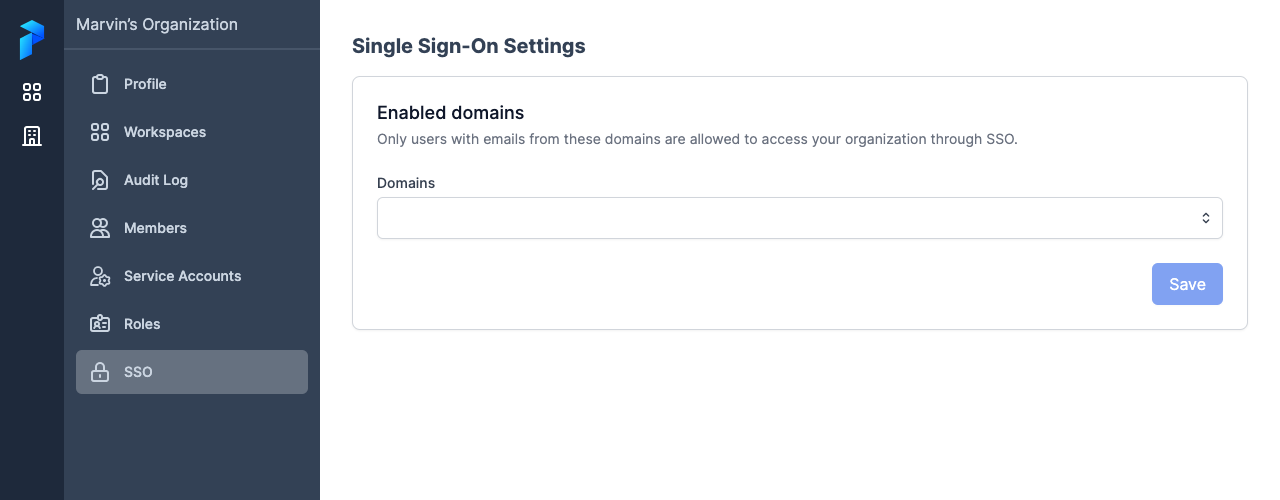 Marvin’s Organization
Profile
Workspaces
Audit Log
Members
Service Accounts
Roles
SSO
Single Sign-On Settings
Enabled domains
Only users with emails from these domains are allowed to access your organization through SSO.
Domains
Save